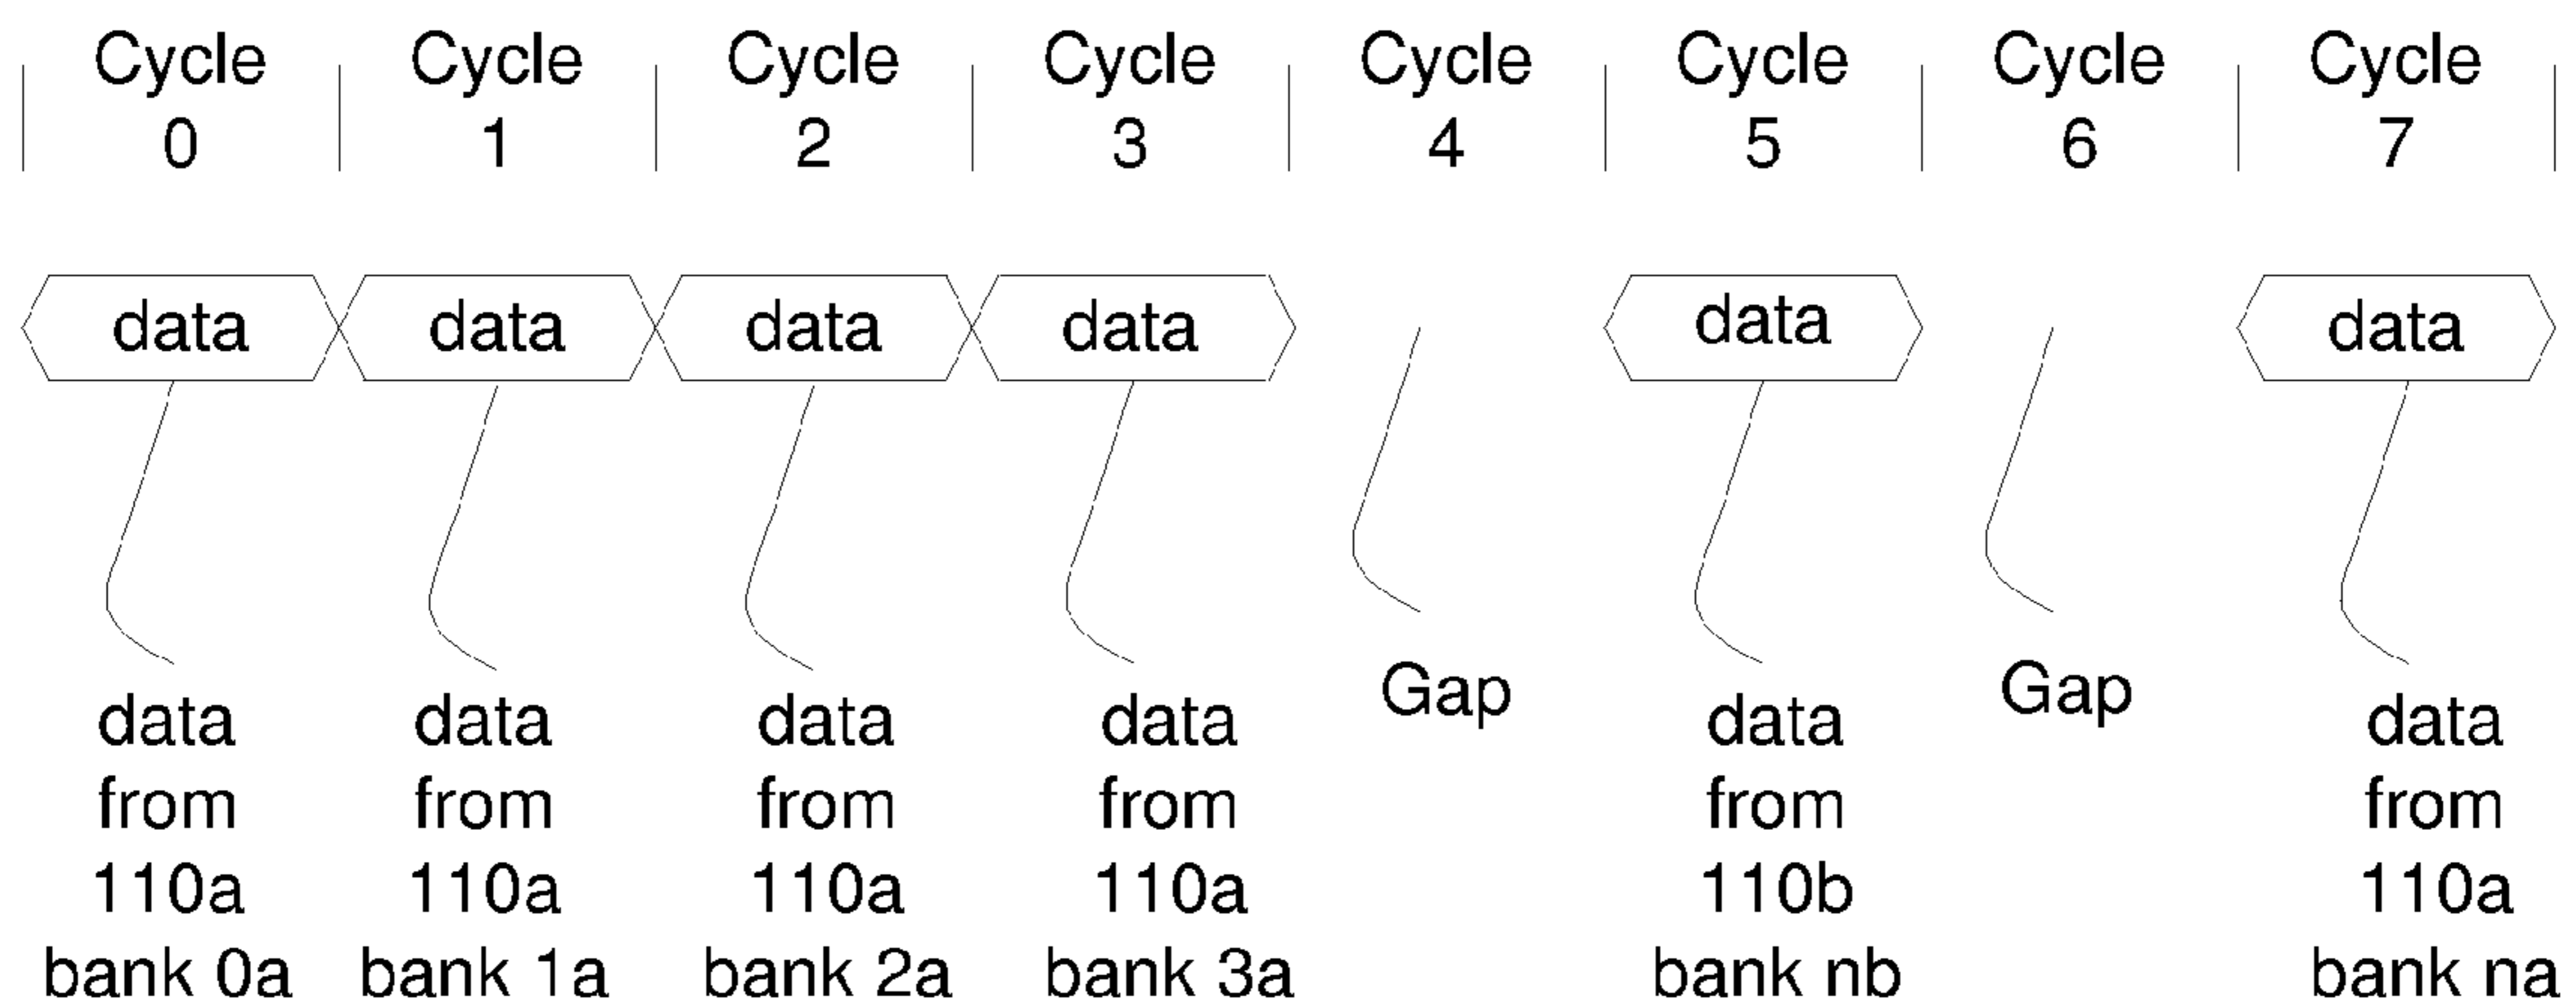 Cycle Cycle Cycle Cycle Cycle Cycle Cycle Cycle
0 1 2 3 4 5 6 7
data data data data data data
Gap Gap
data data data data data data
from from from from from from
110a 110a 110a 110a 110b 110a
bank 0a bank 1a bank 2a bank 3a bank nb bank na